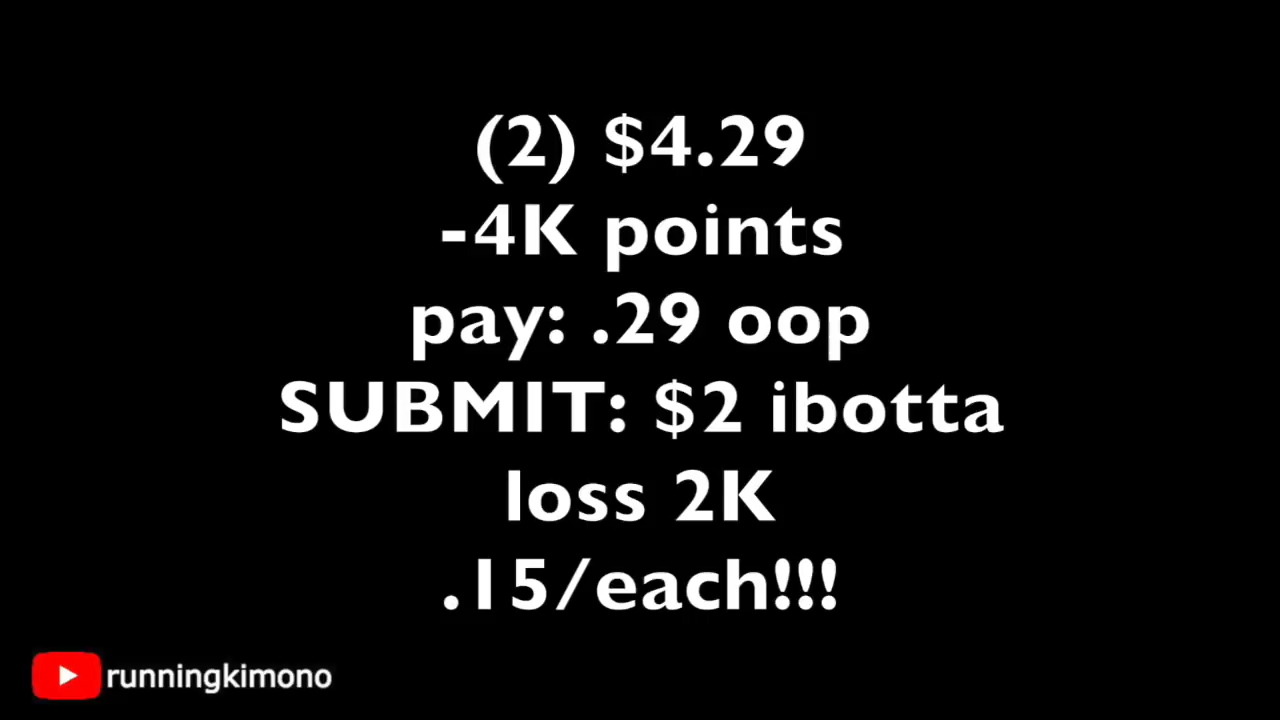 (2) $4.29
-4K points
pay: .29 oop
SUBMIT: $2 ibotta
loss 2K
.15/each!!!
runningkimono